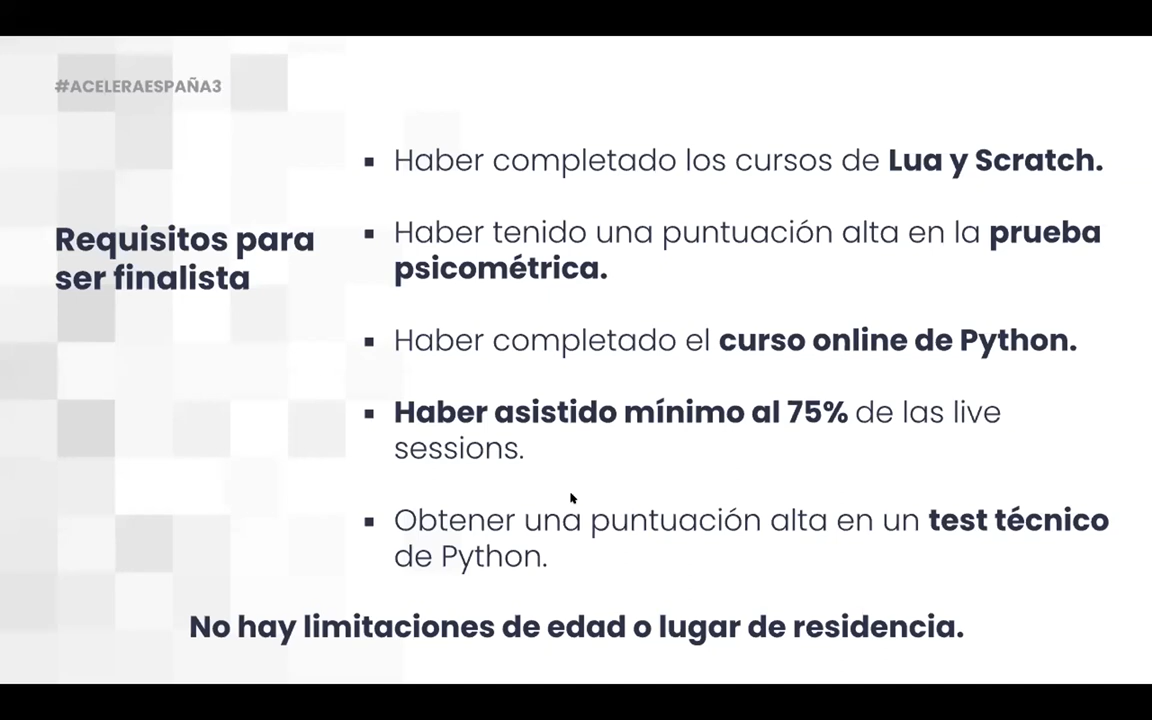 #ACELERAESPAÑA3
Requisitos para
ser finalista
▪ Haber completado los cursos de Lua y Scratch.
▪ Haber tenido una puntuación alta en la prueba
psicométrica.
▪ Haber completado el curso online de Python.
▪ Haber asistido mínimo al 75% de las live
sessions.
▪ Obtener una puntuación alta en un test técnico
de Python.
No hay limitaciones de edad o lugar de residencia.